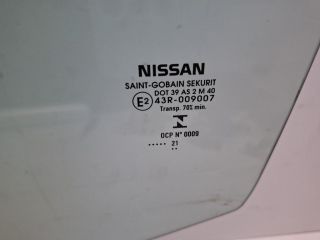 NISSAN
SAINT-GOBAIN SEKURIT
DOT 39 AS 2 M 40
E2 43R-009007
Transp. 70% min.
OCP N° 0009
..... 21
..